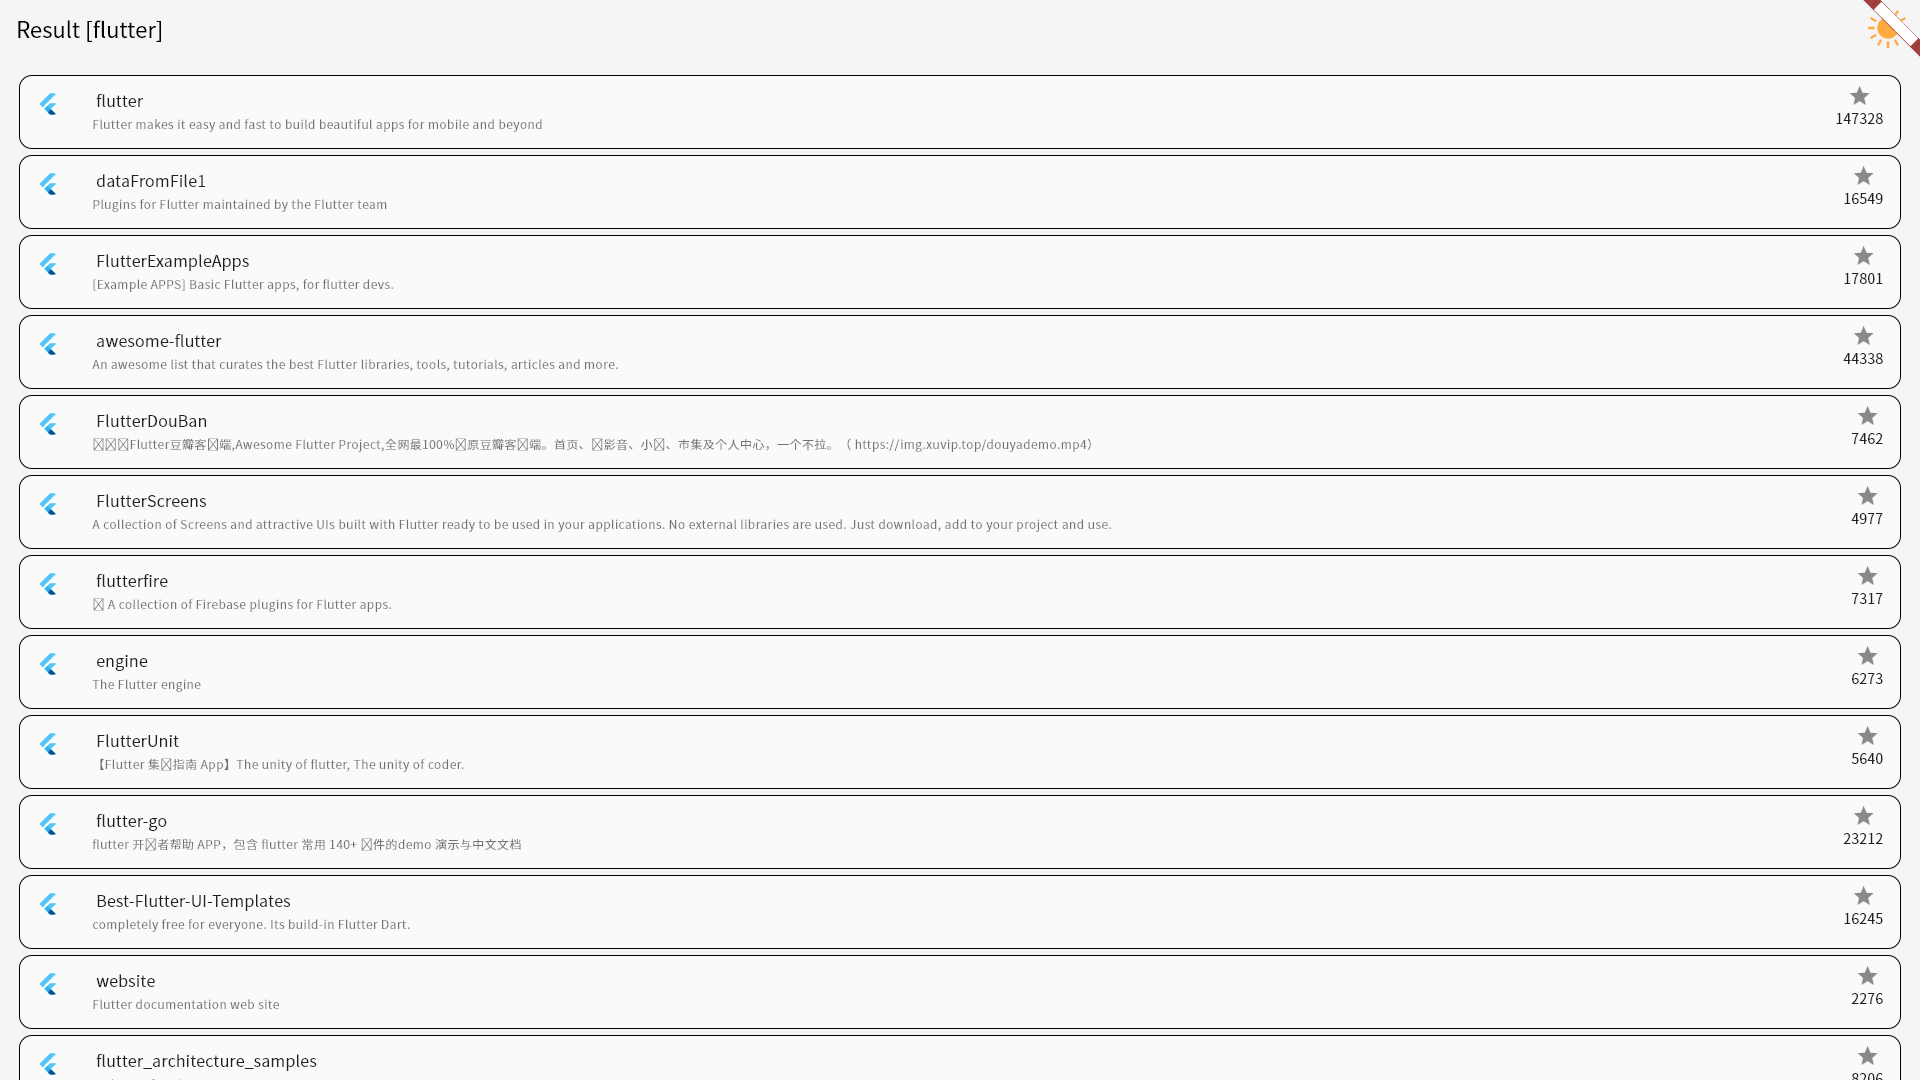 Result [flutter]
flutter
Flutter makes it easy and fast to build beautiful apps for mobile and beyond
147328
dataFromFile1
Plugins for Flutter maintained by the Flutter team
16549
FlutterExampleApps
[Example APPS] Basic Flutter apps, for flutter devs.
17801
awesome-flutter
An awesome list that curates the best Flutter libraries, tools, tutorials, articles and more.
44338
FlutterDouBan
Flutter豆瓣客端,Awesome Flutter Project,全网最100%原豆瓣客端。首页、影音、小、市集及个人中心，一个不拉。（ https://img.xuvip.top/douyademo.mp4）
7462
FlutterScreens
A collection of Screens and attractive UIs built with Flutter ready to be used in your applications. No external libraries are used. Just download, add to your project and use.
4977
flutterfire
A collection of Firebase plugins for Flutter apps.
7317
engine
The Flutter engine
6273
FlutterUnit
【Flutter 集指南 App】The unity of flutter, The unity of coder.
5640
flutter-go
flutter 开者帮助 APP，包含 flutter 常用 140+ 件的demo 演示与中文文档
23212
Best-Flutter-UI-Templates
completely free for everyone. Its build-in Flutter Dart.
16245
website
Flutter documentation web site
2276
flutter_architecture_samples
8206